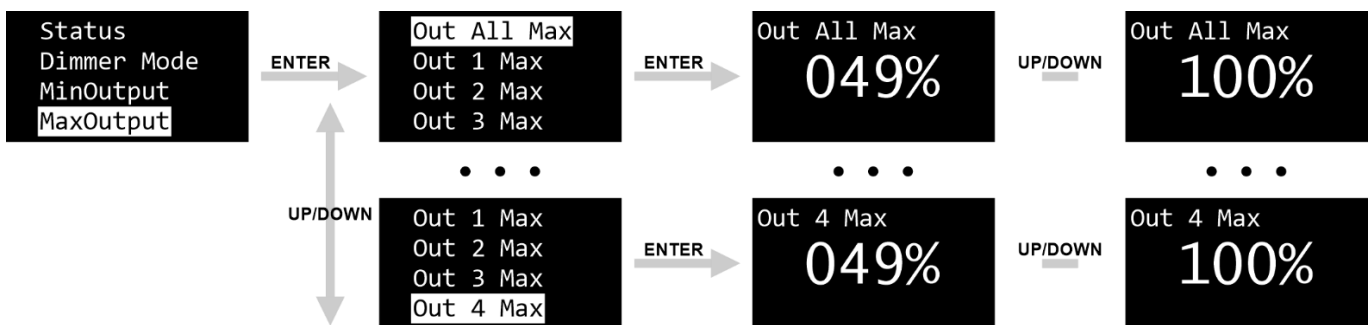 Status
Dimmer Mode
MinOutput
MaxOutput
ENTER
Out All Max
Out 1 Max
Out 2 Max
Out 3 Max
ENTER
Out All Max
049%
UP/DOWN
Out All Max
100%
UP/DOWN
Out 1 Max
Out 2 Max
Out 3 Max
Out 4 Max
ENTER
Out 4 Max
049%
UP/DOWN
Out 4 Max
100%